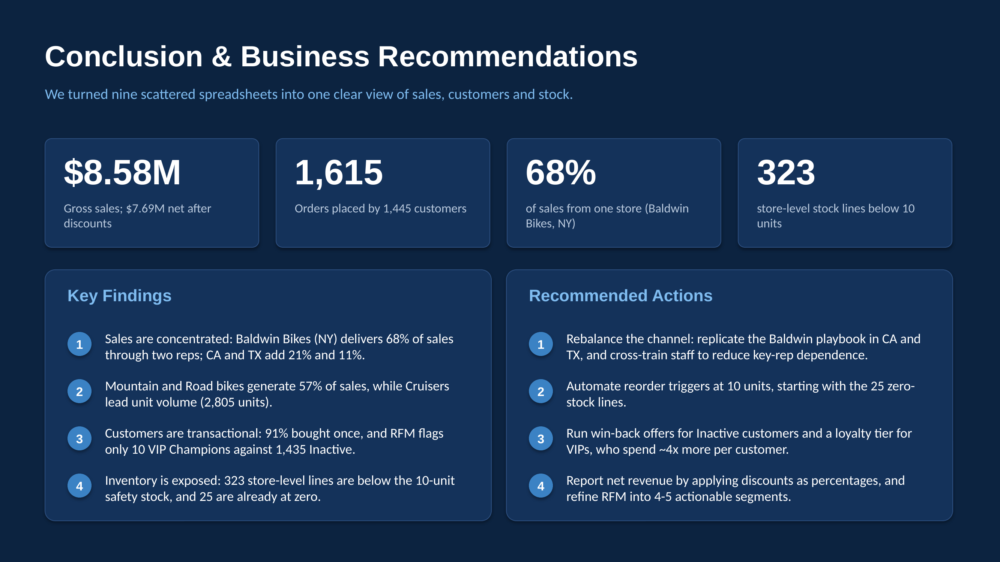 Conclusion & Business Recommendations
We turned nine scattered spreadsheets into one clear view of sales, customers and stock.
$8.58M
Gross sales; $7.69M net after
discounts
1,615
Orders placed by 1,445 customers
68%
of sales from one store (Baldwin
Bikes, NY)
323
store-level stock lines below 10
units
Key Findings
1
Sales are concentrated: Baldwin Bikes (NY) delivers 68% of sales
through two reps; CA and TX add 21% and 11%.
2
Mountain and Road bikes generate 57% of sales, while Cruisers
lead unit volume (2,805 units).
3
Customers are transactional: 91% bought once, and RFM flags
only 10 VIP Champions against 1,435 Inactive.
4
Inventory is exposed: 323 store-level lines are below the 10-unit
safety stock, and 25 are already at zero.
Recommended Actions
1
Rebalance the channel: replicate the Baldwin playbook in CA and
TX, and cross-train staff to reduce key-rep dependence.
2
Automate reorder triggers at 10 units, starting with the 25 zero-
stock lines.
3
Run win-back offers for Inactive customers and a loyalty tier for
VIPs, who spend ~4x more per customer.
4
Report net revenue by applying discounts as percentages, and
refine RFM into 4-5 actionable segments.